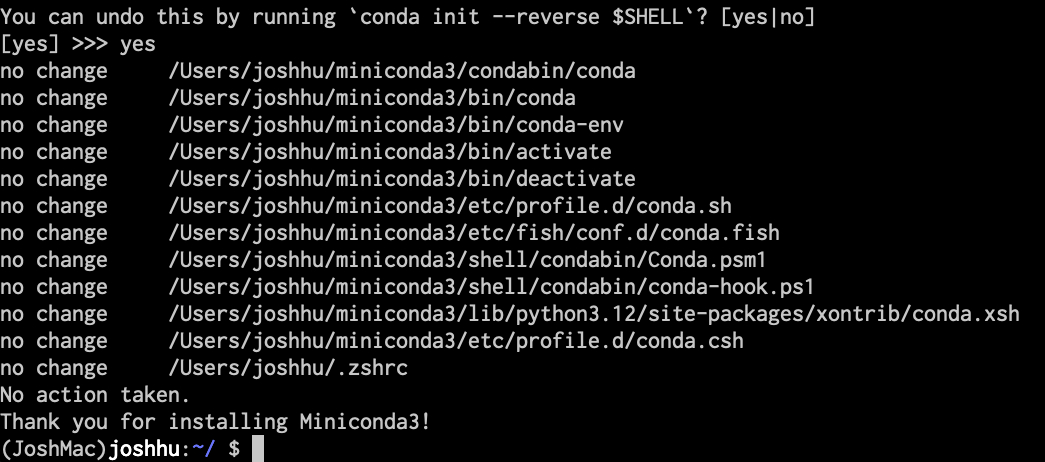 You can undo this by running `conda init --reverse $SHELL`? [yes|no]
[yes] >>> yes
no change     /Users/joshhu/miniconda3/condabin/conda
no change     /Users/joshhu/miniconda3/bin/conda
no change     /Users/joshhu/miniconda3/bin/conda-env
no change     /Users/joshhu/miniconda3/bin/activate
no change     /Users/joshhu/miniconda3/bin/deactivate
no change     /Users/joshhu/miniconda3/etc/profile.d/conda.sh
no change     /Users/joshhu/miniconda3/etc/fish/conf.d/conda.fish
no change     /Users/joshhu/miniconda3/shell/condabin/Conda.psm1
no change     /Users/joshhu/miniconda3/shell/condabin/conda-hook.ps1
no change     /Users/joshhu/miniconda3/lib/python3.12/site-packages/xontrib/conda.xsh
no change     /Users/joshhu/miniconda3/etc/profile.d/conda.csh
no change     /Users/joshhu/.zshrc
No action taken.
Thank you for installing Miniconda3!
(JoshMac)joshhu:~/ $